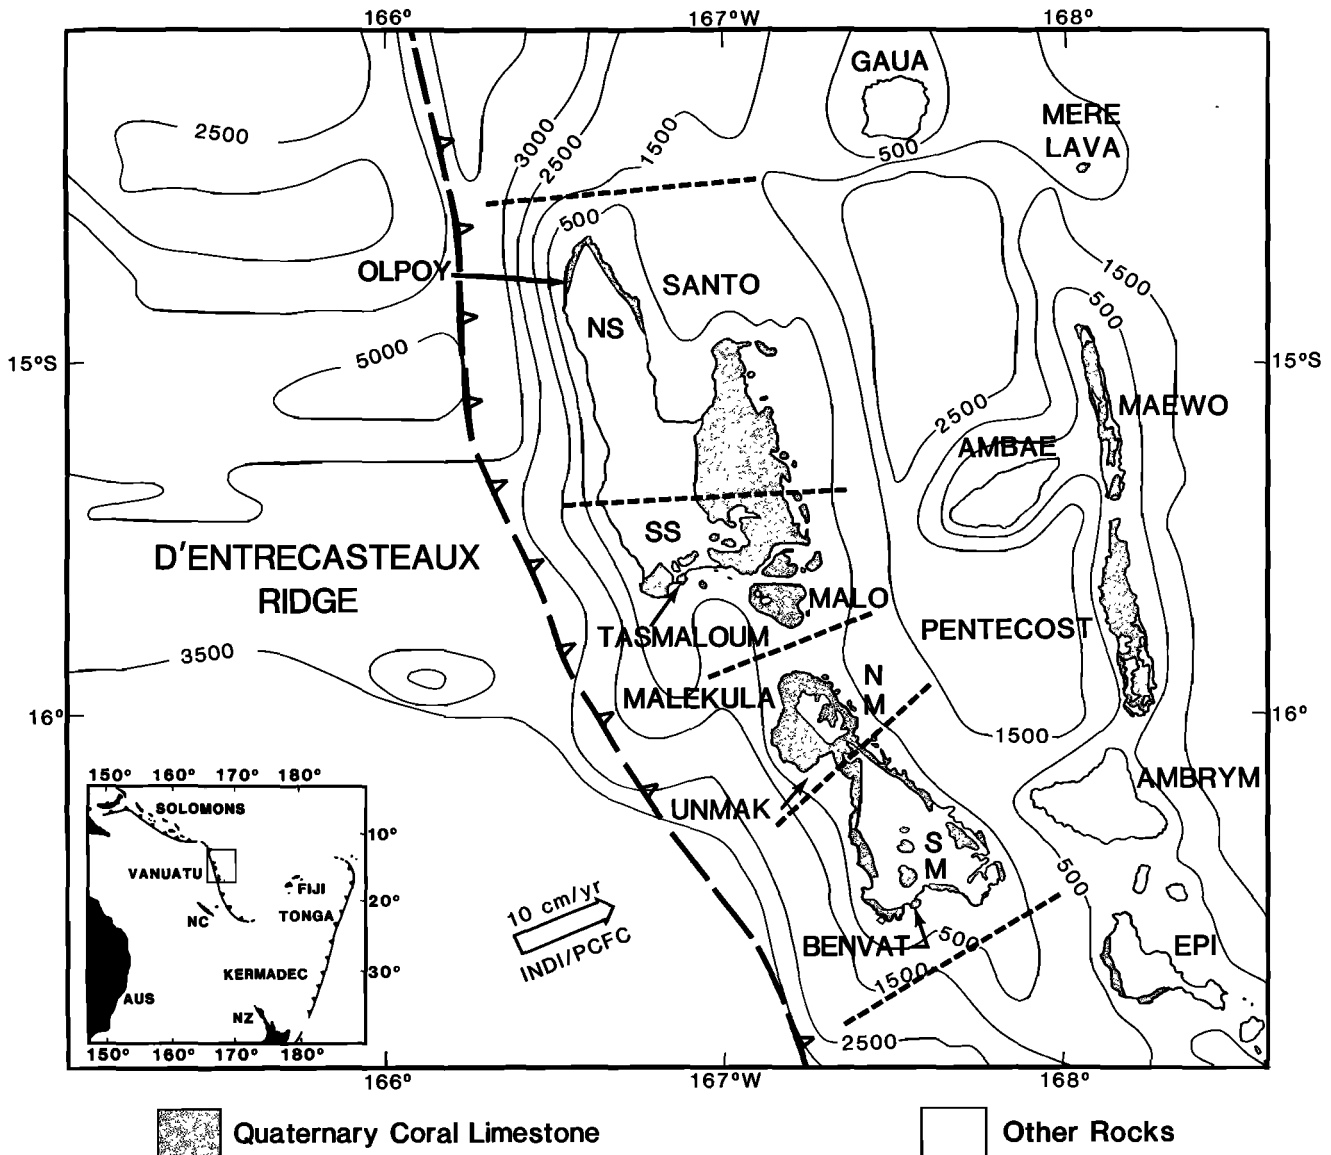 166°
167°W
168°
GAUA
MERE
LAVA
2500
3000
2500
1500
500
500
OLPOY
SANTO
1500
500
NS
15°S
15°S
5000
MAEWO
2500
AMBAE
SS
D'ENTRECASTEAUX
RIDGE
MALO
TASMALOUM
PENTECOST
3500
MALEKULA
N
M
16°
16°
1500
AMBRYM
UNMAK
S
M
500
10 cm/yr
INDI/PCFC
BENVAT
500
EPI
1500
2500
150°
160°
170°
180°
SOLOMONS
10°
VANUATU
FIJI
20°
NC
TONGA
KERMADEC
30°
AUS
NZ
150°
160°
170°
180°
166°
167°W
168°
Quaternary Coral Limestone
Other Rocks